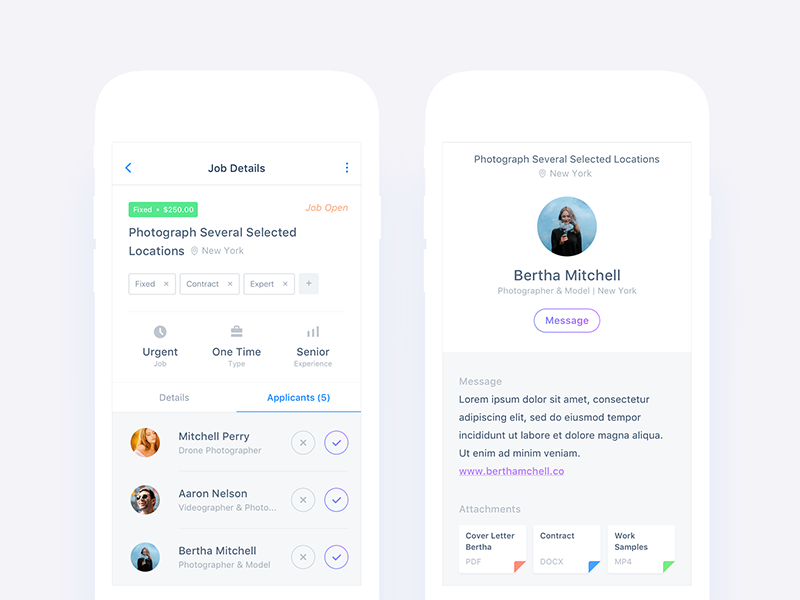 Job Details
Fixed • $250.00
Job Open
Photograph Several Selected
Locations New York
Fixed ×
Contract ×
Expert ×
+
Urgent
Job
One Time
Type
Senior
Experience
Details
Applicants (5)
Mitchell Perry
Drone Photographer
Aaron Nelson
Videographer & Photo...
Bertha Mitchell
Photographer & Model
Photograph Several Selected Locations
New York
Bertha Mitchell
Photographer & Model | New York
Message
Message
Lorem ipsum dolor sit amet, consectetur
adipiscing elit, sed do eiusmod tempor
incididunt ut labore et dolore magna aliqua.
Ut enim ad minim veniam.
www.berthamchell.co
Attachments
Cover Letter
Bertha
PDF
Contract
DOCX
Work
Samples
MP4